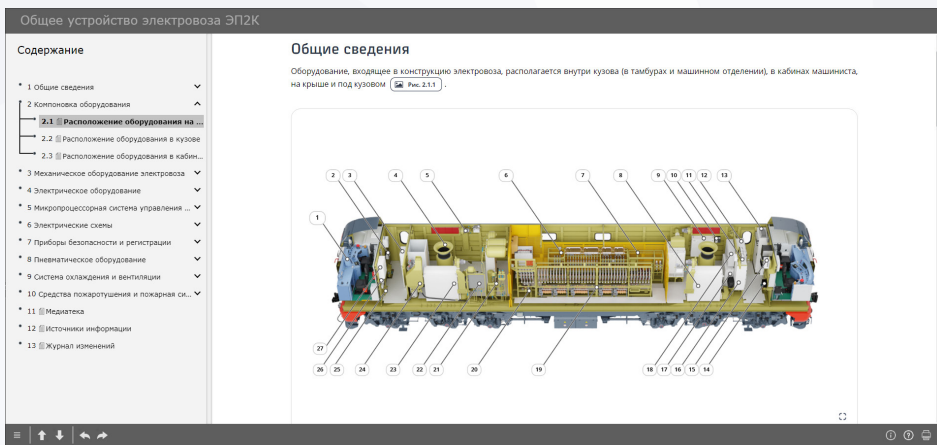 Общее устройство электровоза ЭП2К
Содержание
1 Общие сведения
2 Компоновка оборудования
2.1 Расположение оборудования на ...
2.2 Расположение оборудования в кузове
2.3 Расположение оборудования в кабин...
3 Механическое оборудование электровоза
4 Электрическое оборудование
5 Микропроцессорная система управления ...
6 Электрические схемы
7 Приборы безопасности и регистрации
8 Пневматическое оборудование
9 Система охлаждения и вентиляции
10 Средства пожаротушения и пожарная си...
11 Медиатека
12 Источники информации
13 Журнал изменений
Общие сведения
Оборудование, входящее в конструкцию электровоза, располагается внутри кузова (в тамбурах и машинном отделении), в кабинах машиниста,
на крыше и под кузовом Рис. 2.1.1 .
2 3 4 5 6 7 8 9 10 11 12 13
1
27
26 25 24 23 22 21 20 19 18 17 16 15 14